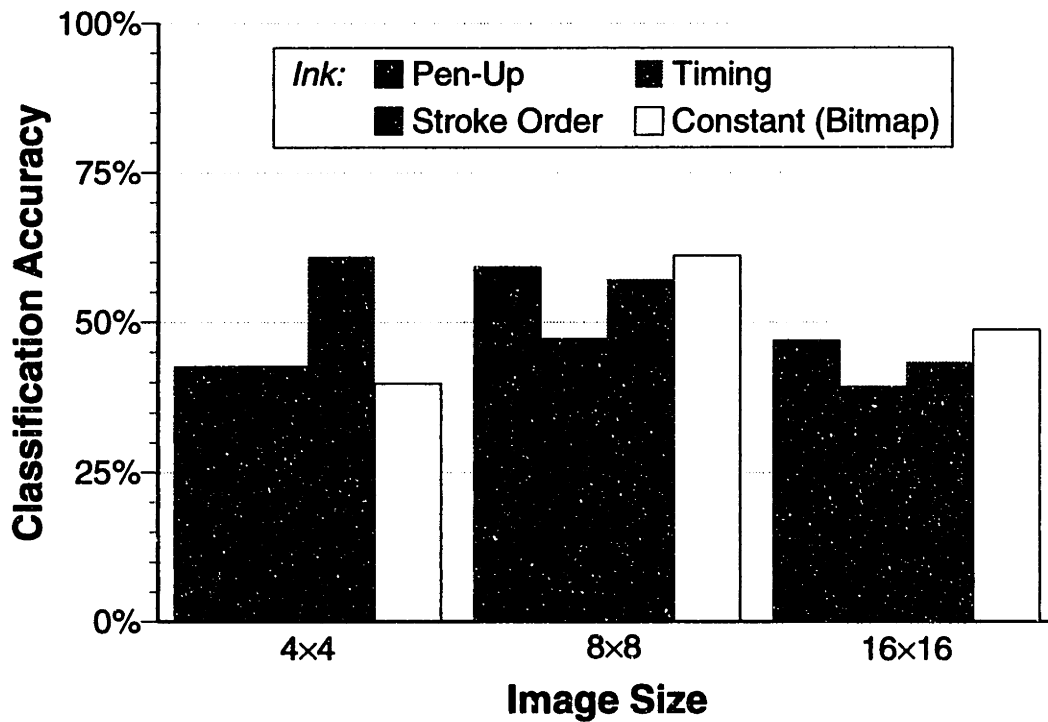 100%
Ink: Pen-Up Timing
Stroke Order Constant (Bitmap)
75%
50%
25%
0%
Classification Accuracy
4×4 8×8 16×16
Image Size